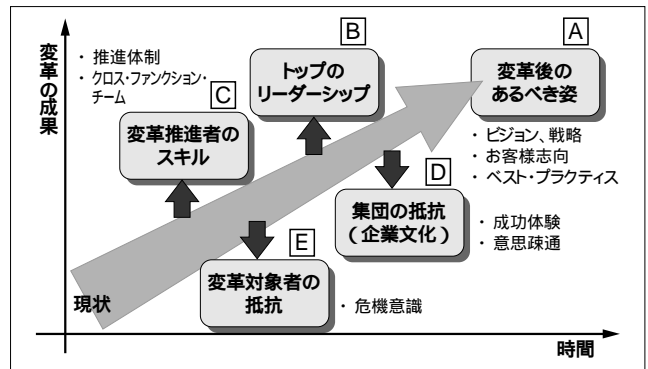 変革の成果
・推進体制
・クロス・ファンクション・
チーム
C
変革推進者の
スキル
B
トップの
リーダーシップ
A
変革後の
あるべき姿
・ビジョン、戦略
・お客様志向
・ベスト・プラクティス
D
集団の抵抗
(企業文化)
・成功体験
・意思疎通
E
変革対象者の
抵抗
・危機意識
現状
時間